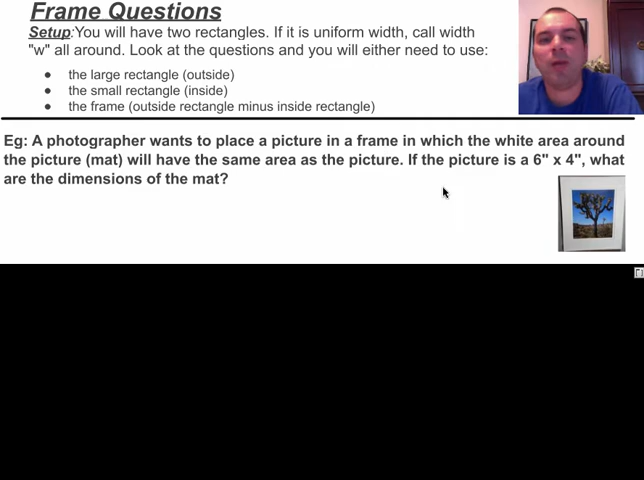 Frame Questions
Setup:You will have two rectangles. If it is uniform width, call width
"w" all around. Look at the questions and you will either need to use:
● the large rectangle (outside)
● the small rectangle (inside)
● the frame (outside rectangle minus inside rectangle)
Eg: A photographer wants to place a picture in a frame in which the white area around
the picture (mat) will have the same area as the picture. If the picture is a 6" x 4", what
are the dimensions of the mat?